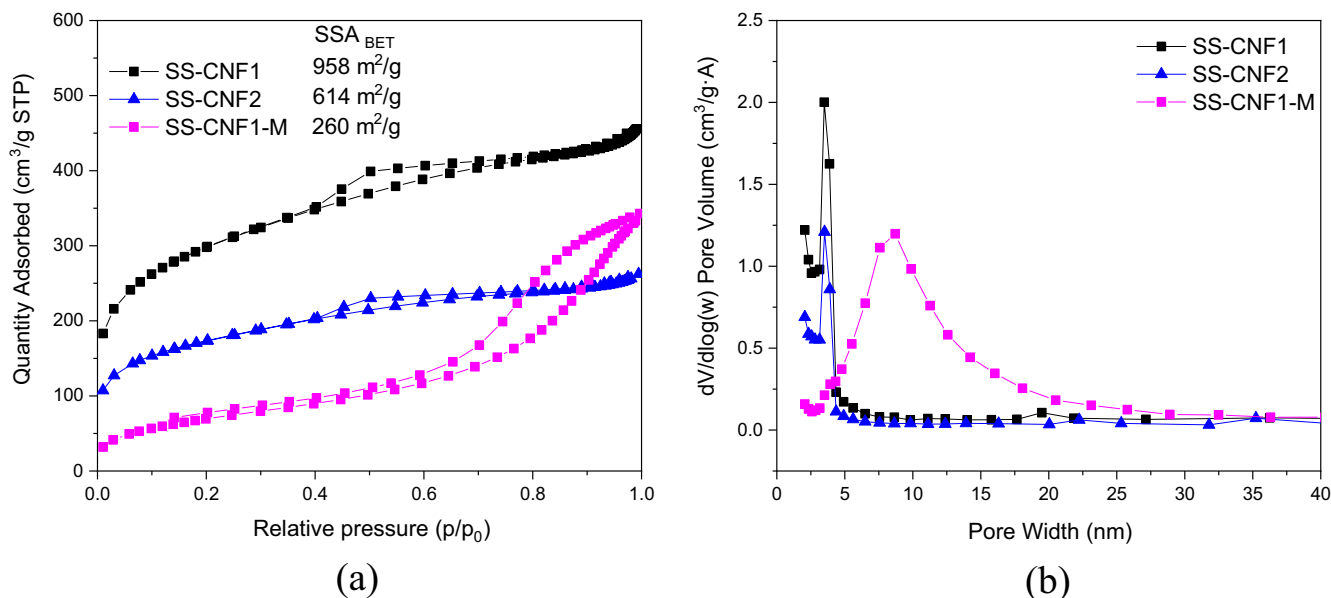 600
500
400
300
200
100
0
0.0
0.2
0.4
0.6
0.8
1.0
Quantity Adsorbed (cm³/g STP)
Relative pressure (p/p₀)
SSA BET
SS-CNF1 958 m²/g
SS-CNF2 614 m²/g
SS-CNF1-M 260 m²/g
(a)
2.5
2.0
1.5
1.0
0.5
0.0
0
5
10
15
20
25
30
35
40
dV/dlog(w) Pore Volume (cm³/g·A)
Pore Width (nm)
SS-CNF1
SS-CNF2
SS-CNF1-M
(b)